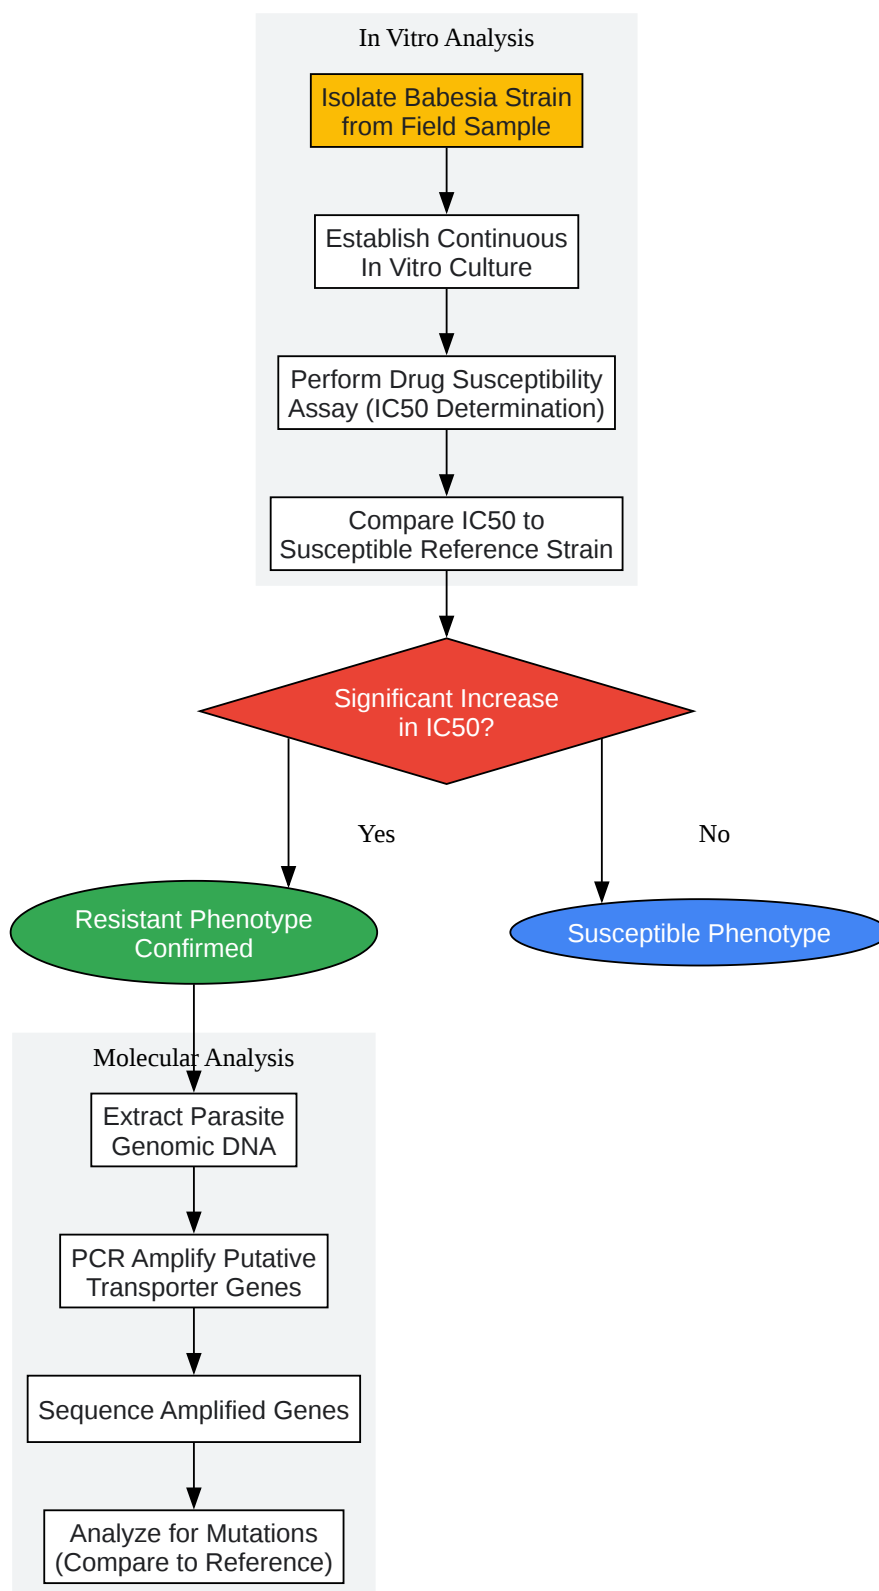 In Vitro Analysis
Isolate Babesia Strain
from Field Sample
Establish Continuous
In Vitro Culture
Perform Drug Susceptibility
Assay (IC50 Determination)
Compare IC50 to
Susceptible Reference Strain
Significant Increase
in IC50?
Yes
No
Resistant Phenotype
Confirmed
Susceptible Phenotype
Molecular Analysis
Extract Parasite
Genomic DNA
PCR Amplify Putative
Transporter Genes
Sequence Amplified Genes
Analyze for Mutations
(Compare to Reference)